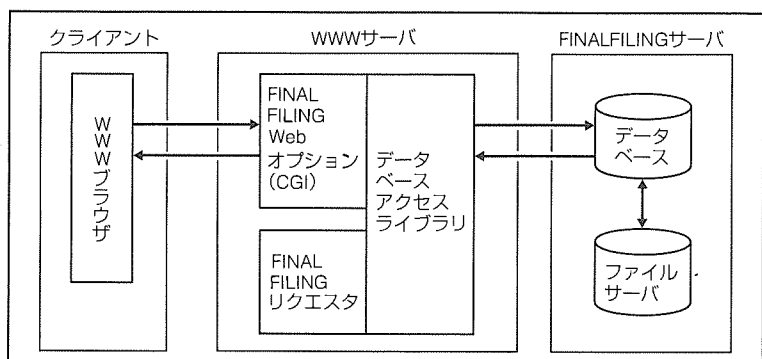 クライアント
WWWブラウザ
WWWサーバ
FINAL
FILING
Web
オプション
(CGI)
FINAL
FILING
リクエスタ
データ
ベース
アクセス
ライブラリ
FINALFILINGサーバ
データ
ベース
ファイル
サーバ